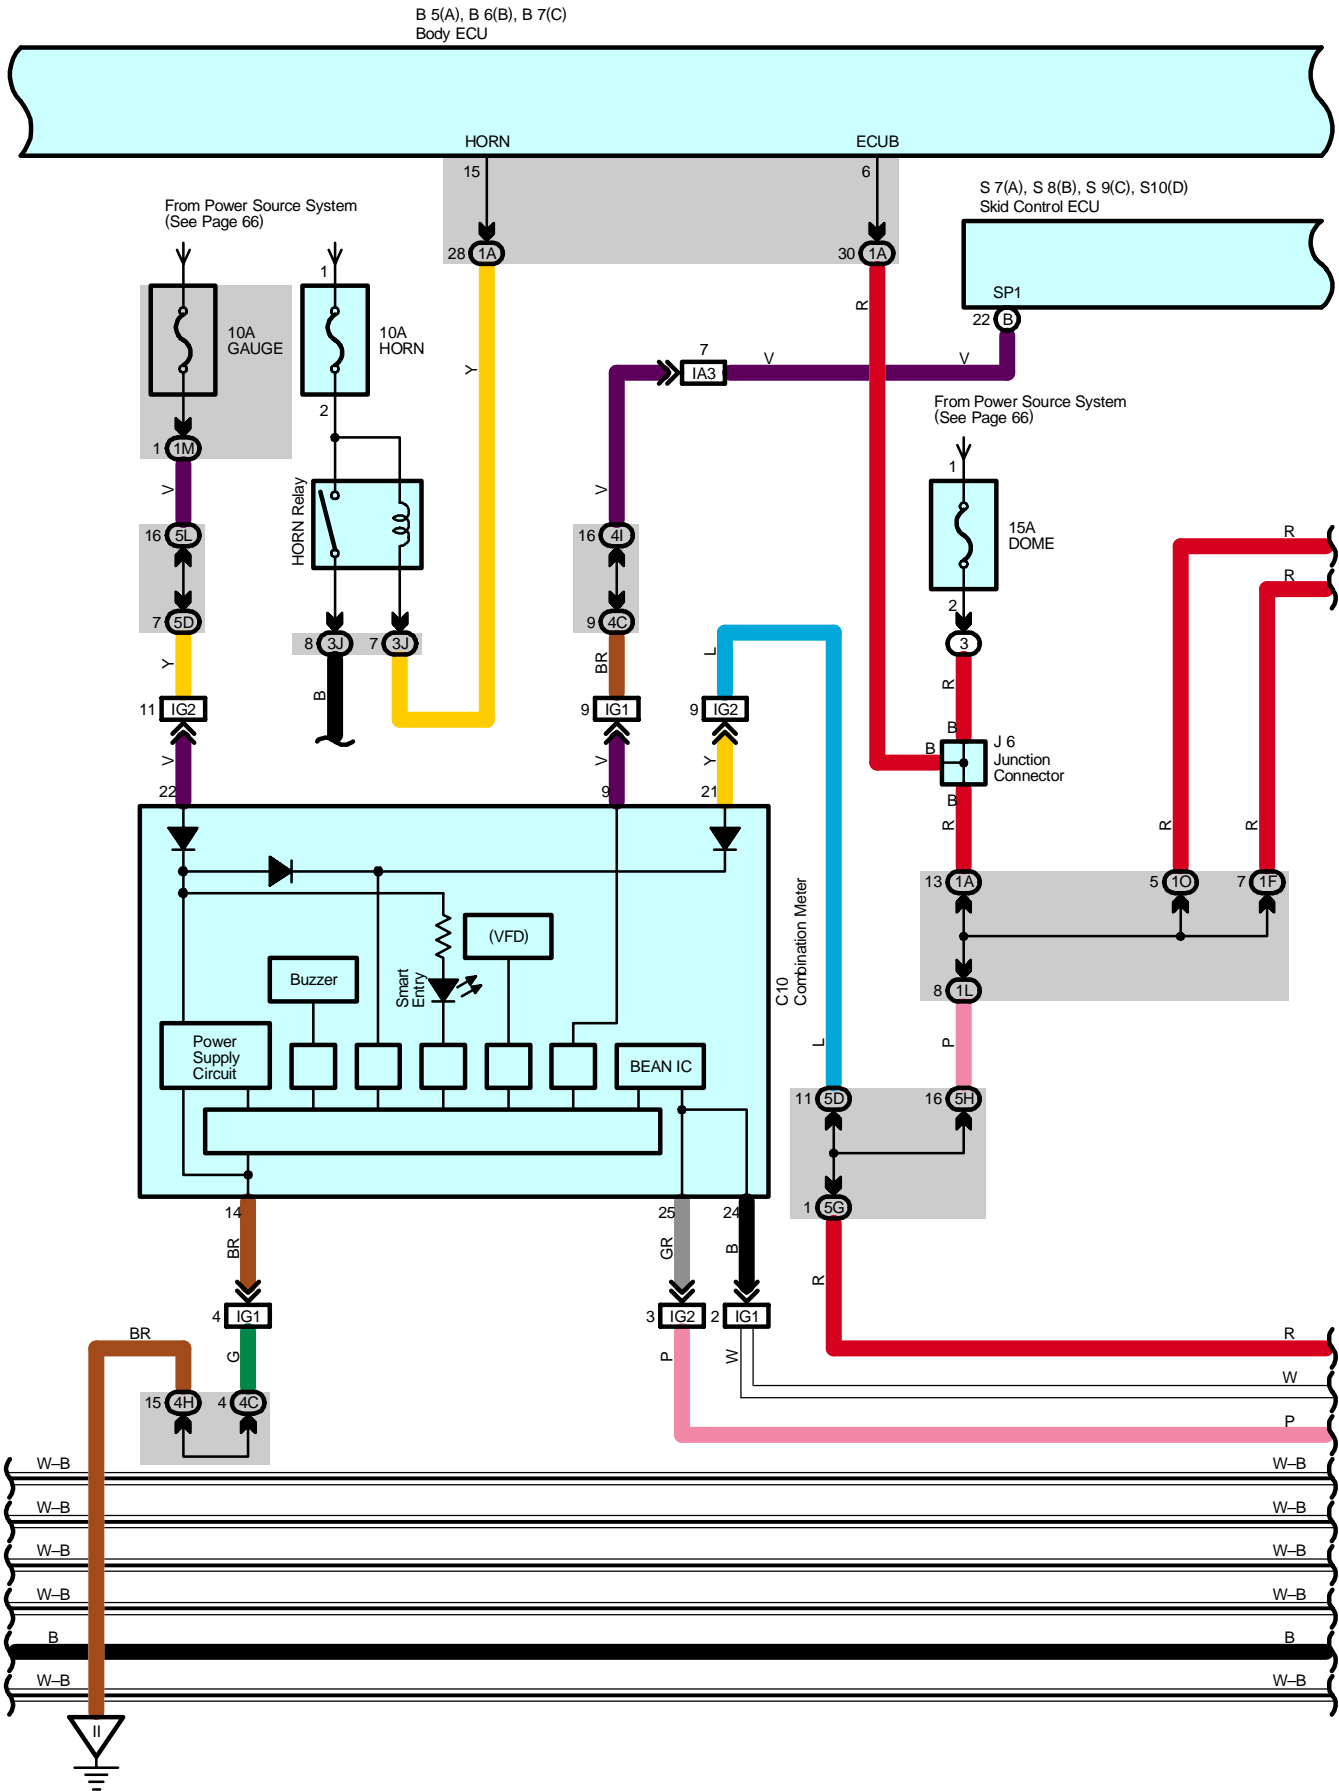 B 5(A), B 6(B), B 7(C)
Body ECU
HORN
ECUB
15
6
S 7(A), S 8(B), S 9(C), S10(D)
Skid Control ECU
From Power Source System
(See Page 66)
28 1A
30 1A
1
SP1
R
22 B
10A
GAUGE
10A
HORN
7
IA3
V
V
Y
From Power Source System
(See Page 66)
2
1 1M
1
HORN Relay
V
V
16 5L
16 4I
15A
DOME
R
R
2
7 5D
9 4C
8 3J
7 3J
3
Y
B
BR
L
R
11 IG2
9 IG1
9 IG2
B
J 6
Junction
Connector
B
V
V
Y
22
9
21
B
R
R
R
13 1A
5 1O
7 1F
C10
Combination Meter
(VFD)
Buzzer
Smart
Entry
8 1L
Power
Supply
Circuit
BEAN IC
L
P
11 5D
16 5H
14
25
24
1 5G
BR
GR
B
R
4 IG1
3 IG2
2 IG1
BR
G
P
W
R
W
15 4H
4 4C
P
W–B
W–B
W–B
W–B
W–B
W–B
W–B
W–B
B
B
W–B
W–B
II